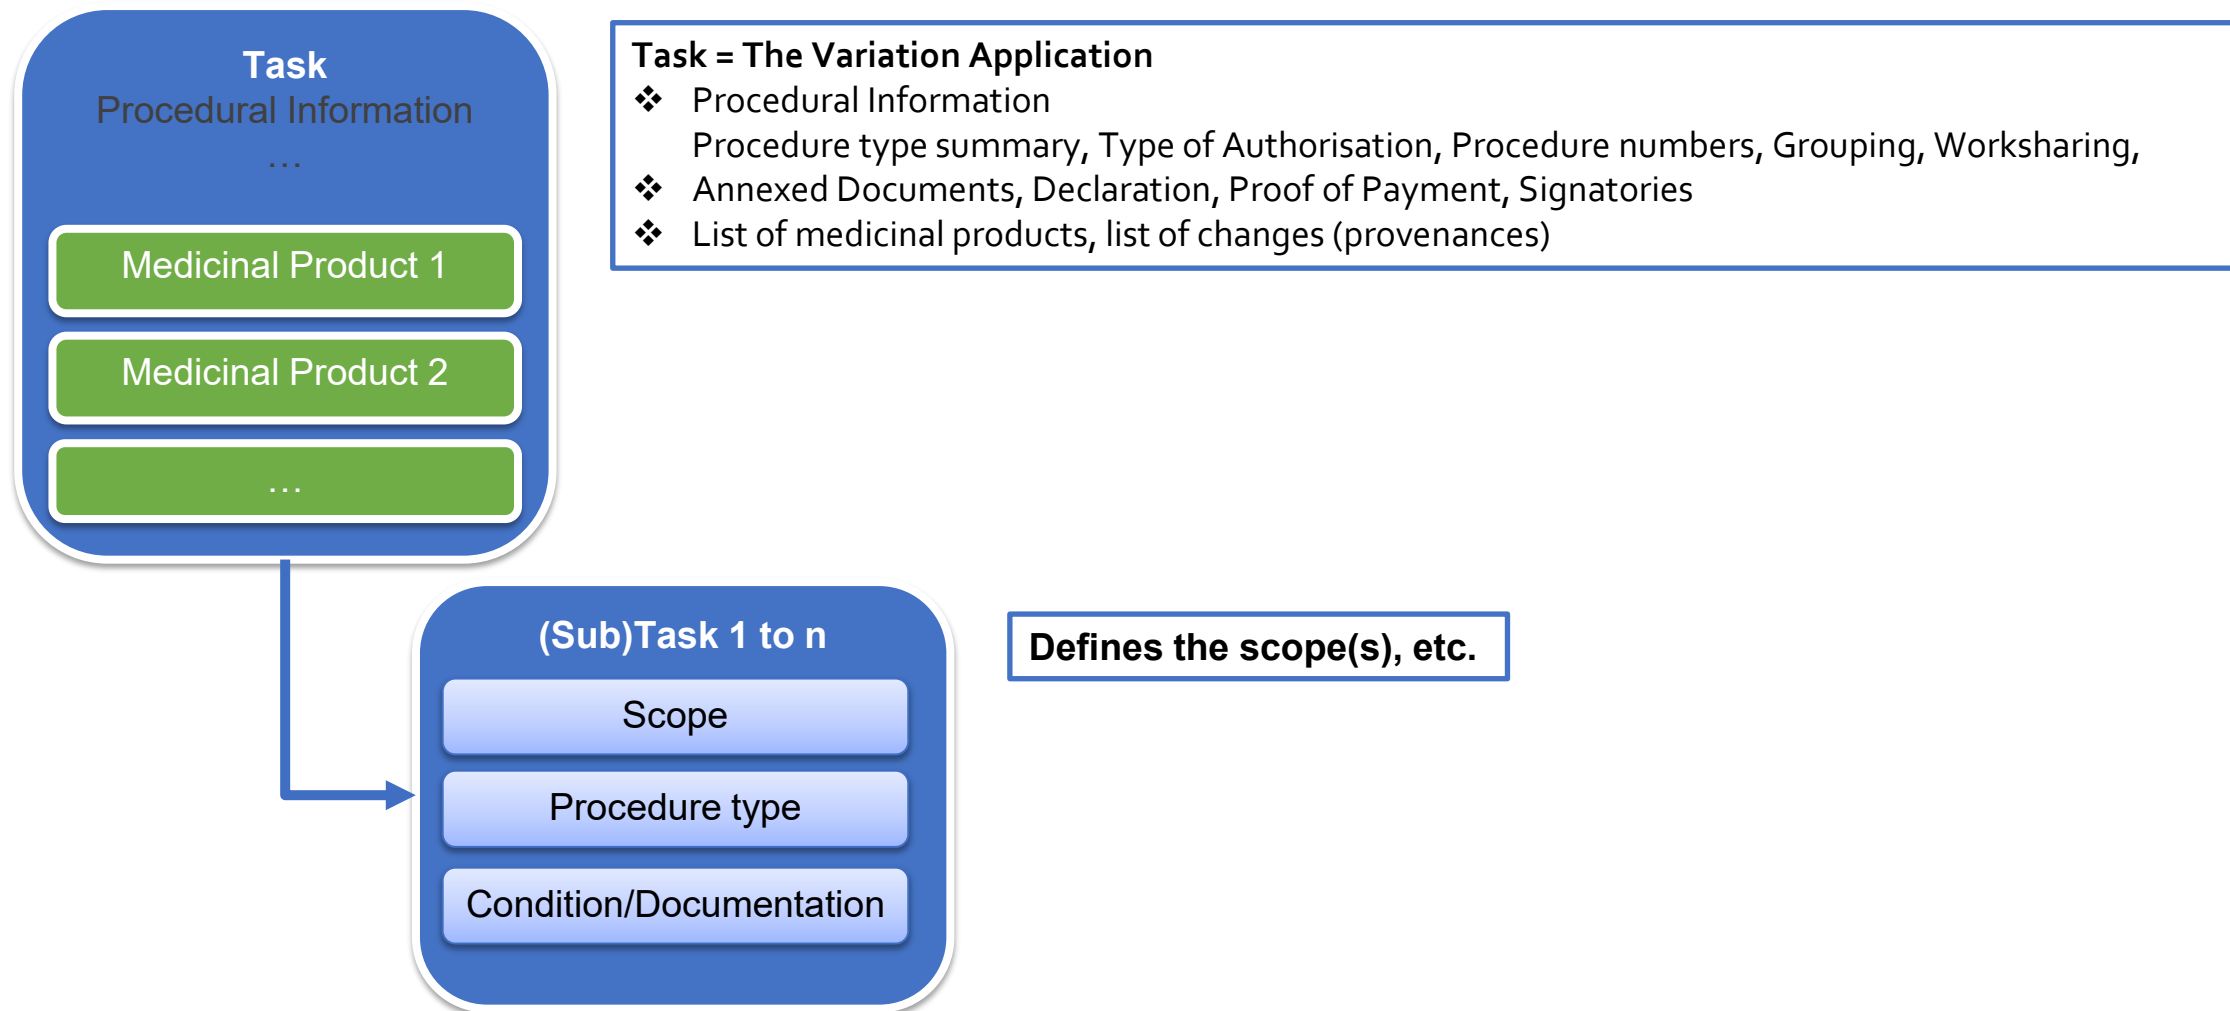 Task
Procedural Information
...
Medicinal Product 1
Medicinal Product 2
...
Task = The Variation Application
❖ Procedural Information
Procedure type summary, Type of Authorisation, Procedure numbers, Grouping, Worksharing,
❖ Annexed Documents, Declaration, Proof of Payment, Signatories
❖ List of medicinal products, list of changes (provenances)
(Sub)Task 1 to n
Scope
Procedure type
Condition/Documentation
Defines the scope(s), etc.